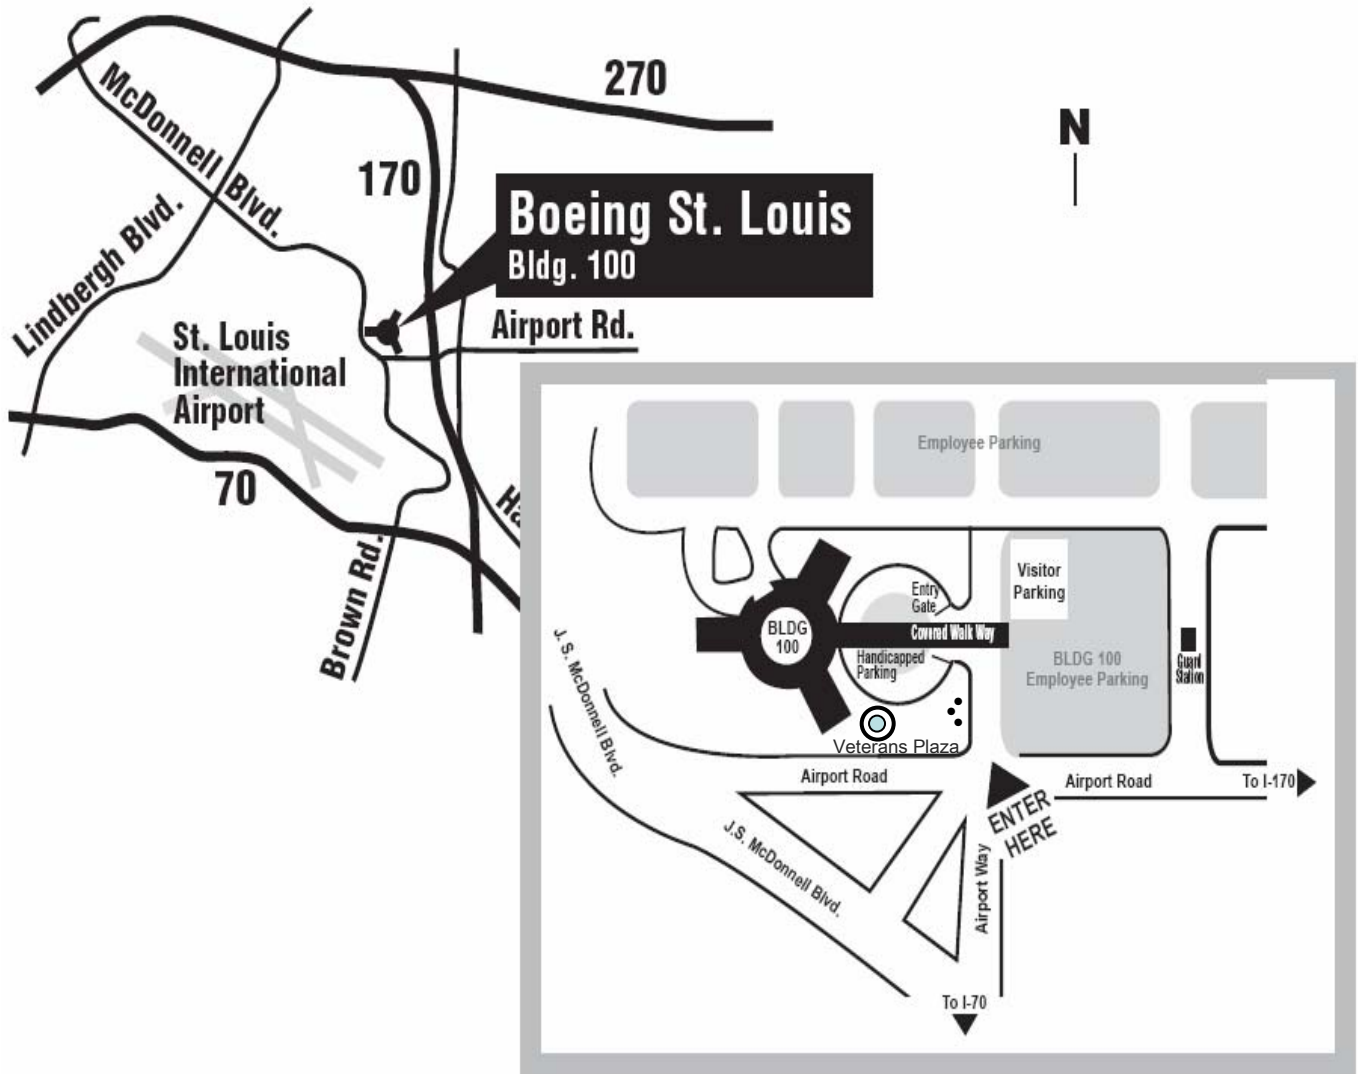 270
N
McDonnell Blvd.
170
Boeing St. Louis
Bldg. 100
Lindbergh Blvd.
Airport Rd.
St. Louis
International
Airport
70
Brown Rd.
Employee Parking
Visitor
Parking
Entry
Gate
BLDG
100
Covered Walk Way
Handicapped
Parking
BLDG 100
Employee Parking
Guard
Station
J. S. McDonnell Blvd.
Veterans Plaza
Airport Road
Airport Road
To I-170
ENTER
HERE
J.S. McDonnell Blvd.
Airport Way
To I-70